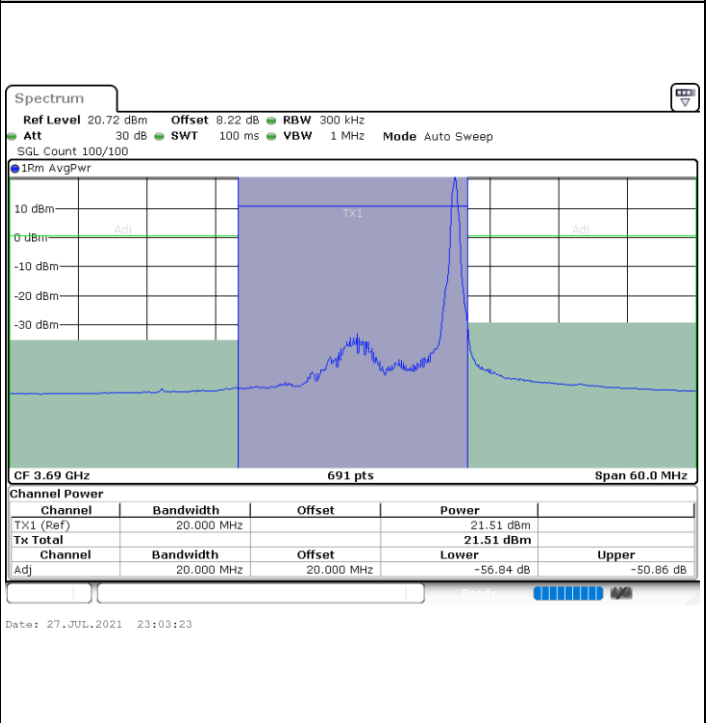 Spectrum
Ref Level 20.72 dBm Offset 8.22 dB RBW 300 kHz
Att 30 dB SWT 100 ms VBW 1 MHz Mode Auto Sweep
SGL Count 100/100
1Rm AvgPwr
10 dBm
TX1
Adj Adj
0 dBm
-10 dBm
-20 dBm
-30 dBm
CF 3.69 GHz 691 pts Span 60.0 MHz
Channel Power
Channel Bandwidth Offset Power
TX1 (Ref) 20.000 MHz 21.51 dBm
Tx Total 21.51 dBm
Channel Bandwidth Offset Lower Upper
Adj 20.000 MHz 20.000 MHz -56.84 dB -50.86 dB
Ready
Date: 27.JUL.2021 23:03:23